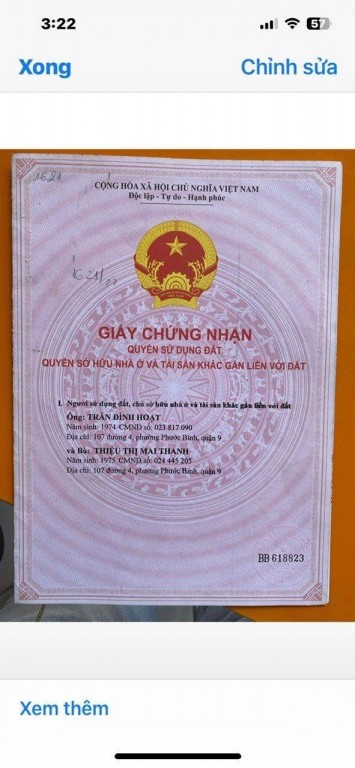 3:22
57
Xong
Chỉnh sửa
1621
CỘNG HÒA XÃ HỘI CHỦ NGHĨA VIỆT NAM
Độc lập - Tự do - Hạnh phúc
1621/
GIẤY CHỨNG NHẬN
QUYỀN SỬ DỤNG ĐẤT
QUYỀN SỞ HỮU NHÀ Ở VÀ TÀI SẢN KHÁC GẮN LIỀN VỚI ĐẤT
I. Người sử dụng đất, chủ sở hữu nhà ở và tài sản khác gắn liền với đất
Ông: TRẦN ĐÌNH HOẠT
Năm sinh: 1974 CMND số: 023 817 090
Địa chỉ: 107 đường 4, phường Phước Bình, quận 9
và Bà: THIỆU THỊ MAI THANH
Năm sinh: 1975 CMND số: 024 445 205
Địa chỉ: 107 đường 4, phường Phước Bình, quận 9
BB 618823
Xem thêm